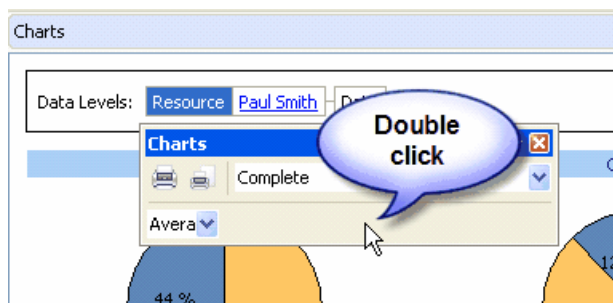 Charts
Data Levels: Resource Paul Smith
Charts
Double
click
Complete
Avera
44 %